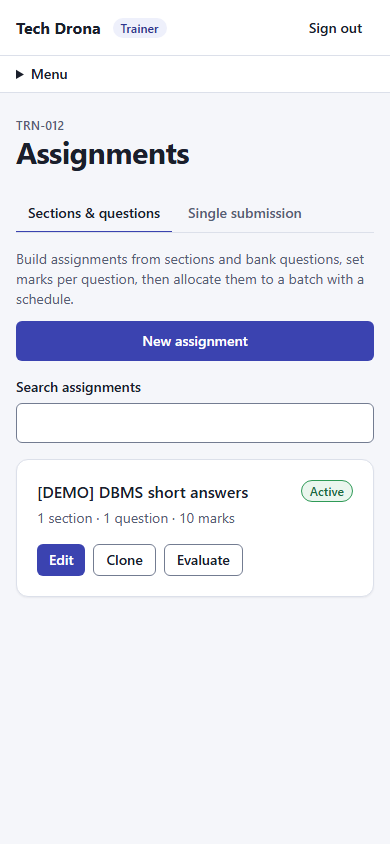 Tech Drona Trainer Sign out
Menu
TRN-012
Assignments
Sections & questions Single submission
Build assignments from sections and bank questions, set
marks per question, then allocate them to a batch with a
schedule.
New assignment
Search assignments
[DEMO] DBMS short answers Active
1 section · 1 question · 10 marks
Edit Clone Evaluate